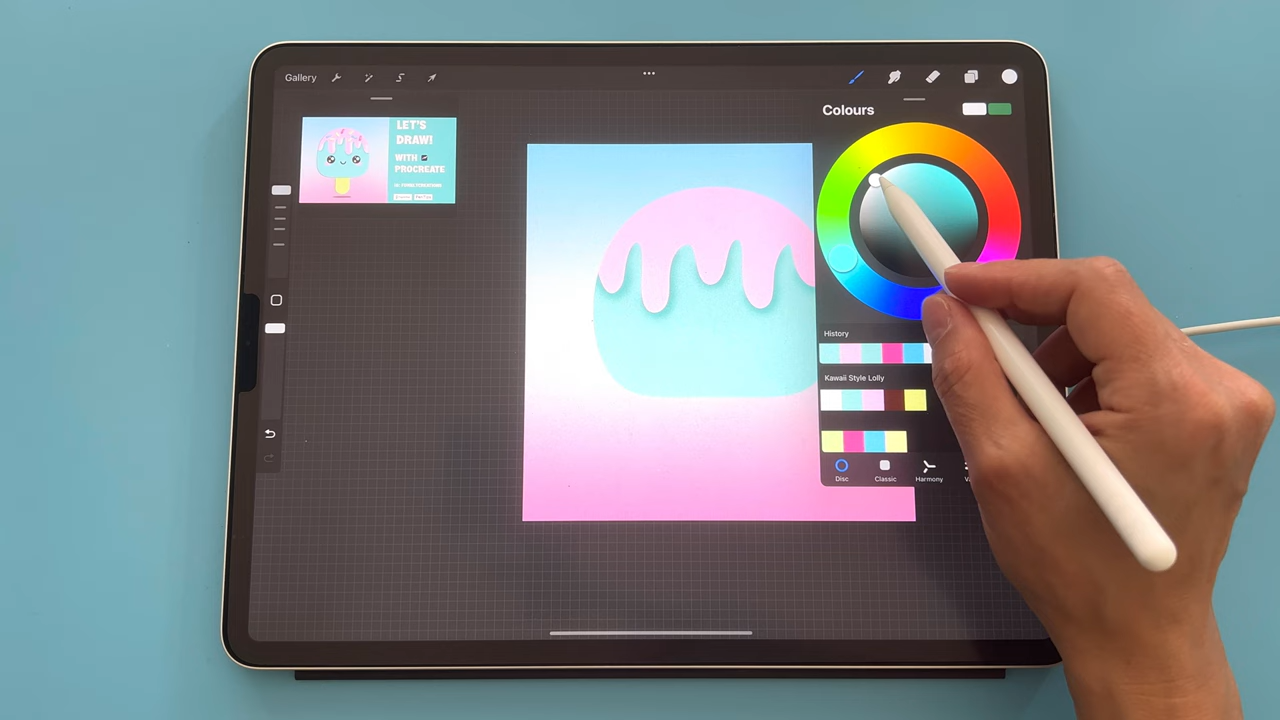 Gallery
Colours
LET'S
DRAW!
WITH
PROCREATE
History
Kawaii Style Lolly
Disc
Classic
Harmony